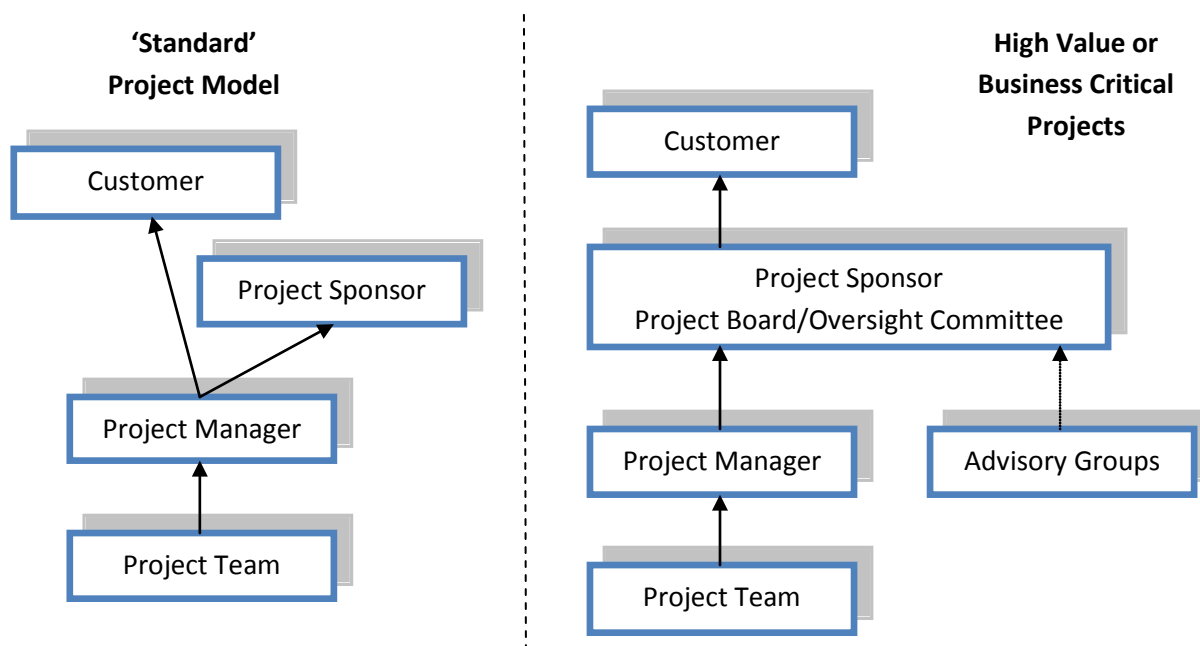 ‘Standard’
Project Model
Customer
Project Sponsor
Project Manager
Project Team
High Value or
Business Critical
Projects
Customer
Project Sponsor
Project Board/Oversight Committee
Project Manager
Advisory Groups
Project Team